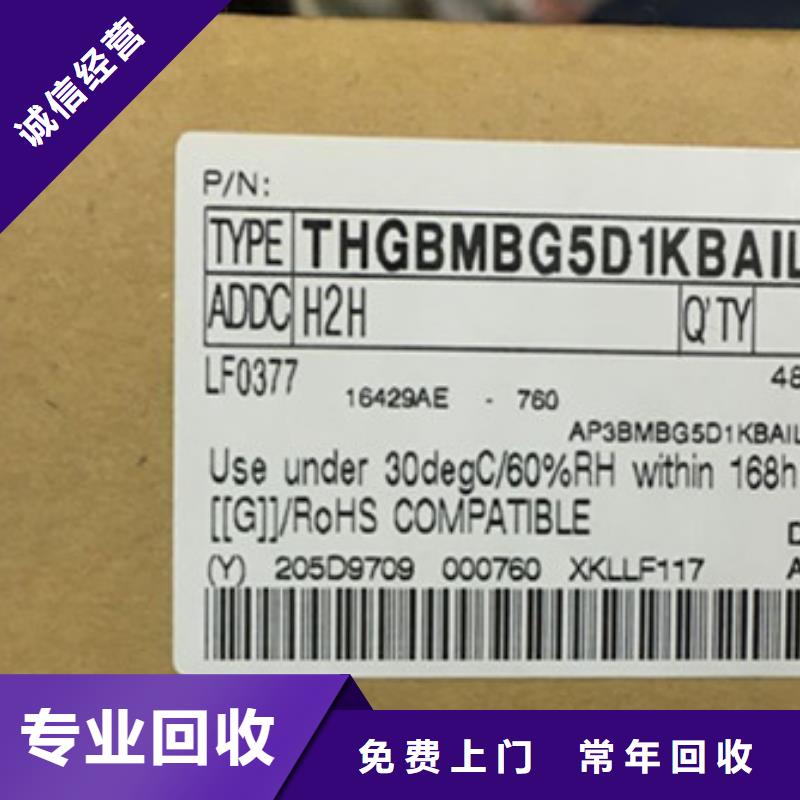 诚信经营
P/N:
TYPE THGBMBG5D1KBAIL
ADDC H2H Q'TY
LF0377 48
16429AE - 760
AP3BMBG5D1KBAIL
Use under 30degC/60%RH within 168h
[[G]]/RoHS COMPATIBLE
(Y) 205D9709 000760 XKLLF117
专业回收
免费上门 常年回收